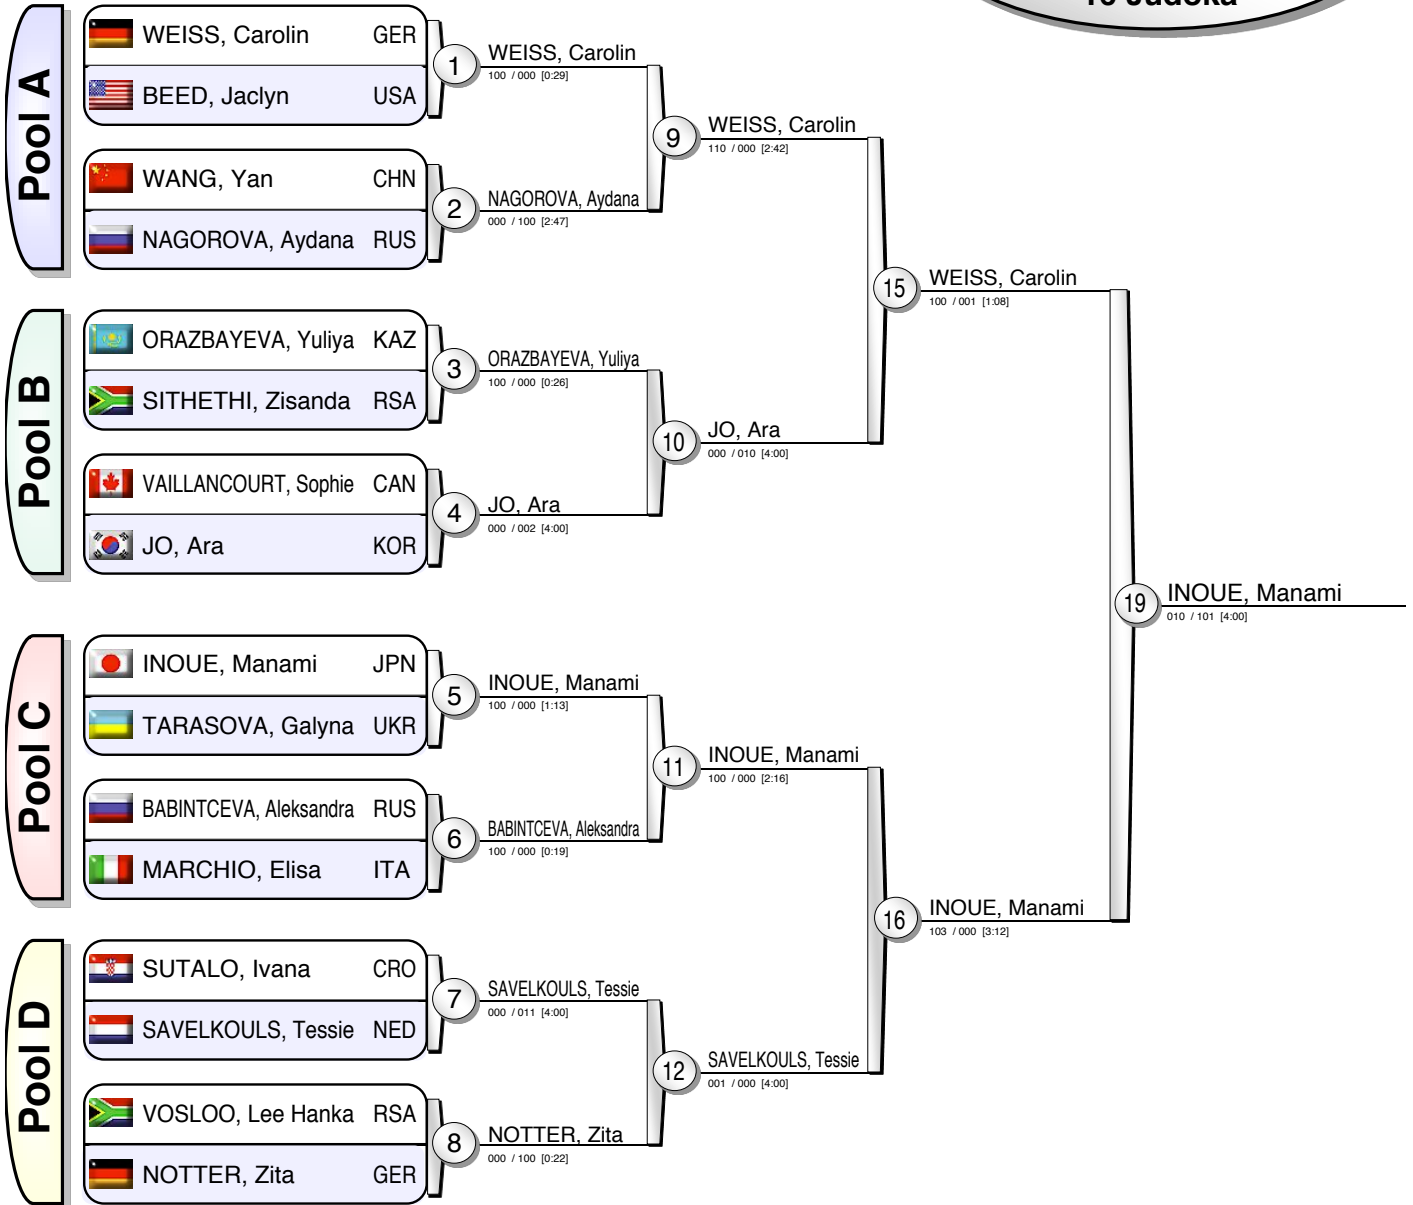 16 Judoka
Pool A
WEISS, Carolin GER
BEED, Jaclyn USA
WANG, Yan CHN
NAGOROVA, Aydana RUS
Pool B
ORAZBAYEVA, Yuliya KAZ
SITHETHI, Zisanda RSA
VAILLANCOURT, Sophie CAN
JO, Ara KOR
Pool C
INOUE, Manami JPN
TARASOVA, Galyna UKR
BABINTCEVA, Aleksandra RUS
MARCHIO, Elisa ITA
Pool D
SUTALO, Ivana CRO
SAVELKOULS, Tessie NED
VOSLOO, Lee Hanka RSA
NOTTER, Zita GER
1
WEISS, Carolin
100 / 000 [0:29]
2
NAGOROVA, Aydana
000 / 100 [2:47]
3
ORAZBAYEVA, Yuliya
100 / 000 [0:26]
4
JO, Ara
000 / 002 [4:00]
5
INOUE, Manami
100 / 000 [1:13]
6
BABINTCEVA, Aleksandra
100 / 000 [0:19]
7
SAVELKOULS, Tessie
000 / 011 [4:00]
8
NOTTER, Zita
000 / 100 [0:22]
9
WEISS, Carolin
110 / 000 [2:42]
10
JO, Ara
000 / 010 [4:00]
11
INOUE, Manami
100 / 000 [2:16]
12
SAVELKOULS, Tessie
001 / 000 [4:00]
15
WEISS, Carolin
100 / 001 [1:08]
16
INOUE, Manami
103 / 000 [3:12]
19
INOUE, Manami
010 / 101 [4:00]